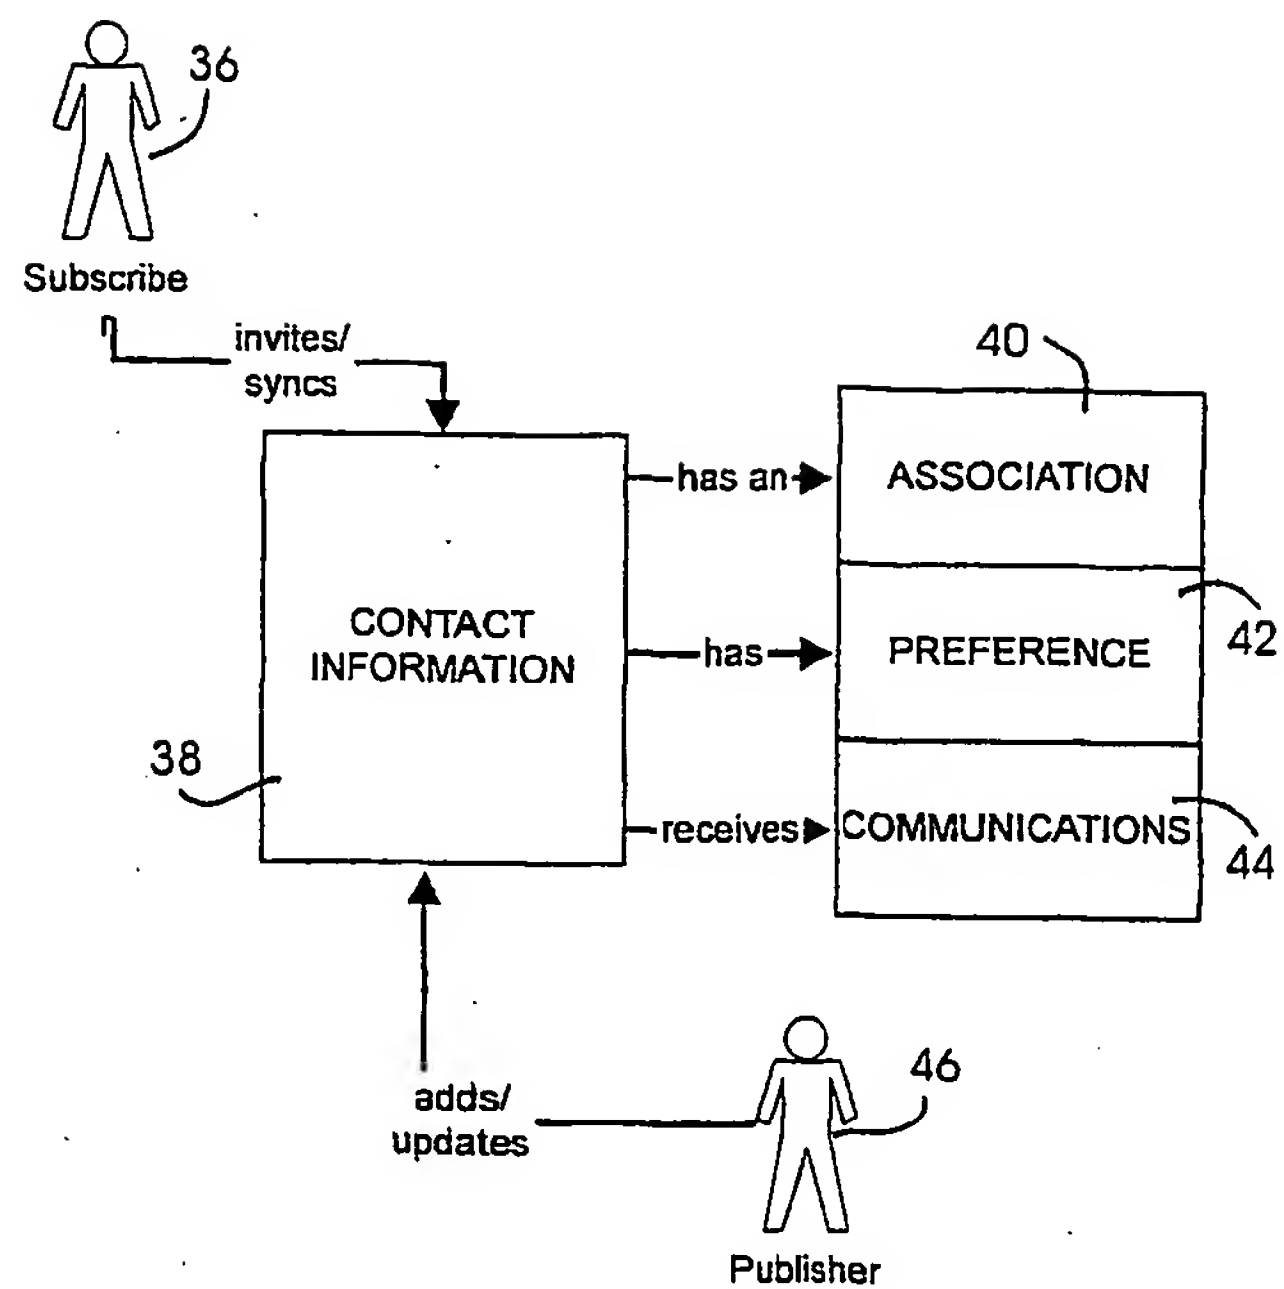 36
Subscribe
r
invites/
syncs
40
has an
ASSOCIATION
CONTACT
INFORMATION
has
PREFERENCE
42
38
receives
COMMUNICATIONS
44
adds/
updates
46
Publisher